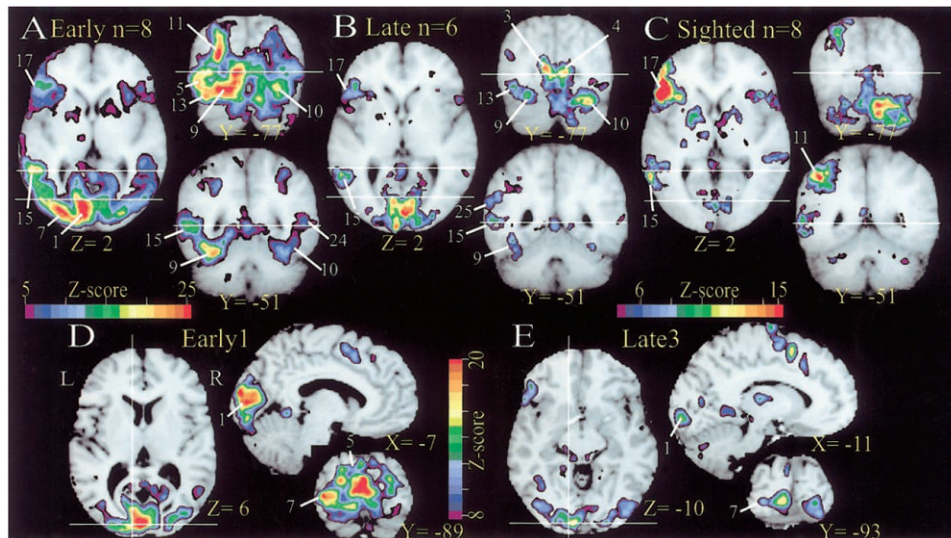 A Early n=8
11
17
5
13
9
10
Y= -77
15
7
1
Z= 2
15
9
24
10
Y= -51
B Late n=6
3
4
17
13
9
10
Y= -77
15
Z= 2
25
15
9
Y= -51
C Sighted n=8
17
Y= -77
11
15
Z= 2
Y= -51
5 Z-score 25
6 Z-score 15
D Early1
L R
1
X= -7
Z= 6
5
7
Y= -89
20
Z-score
8
E Late3
1
X= -11
Z= -10
7
Y= -93